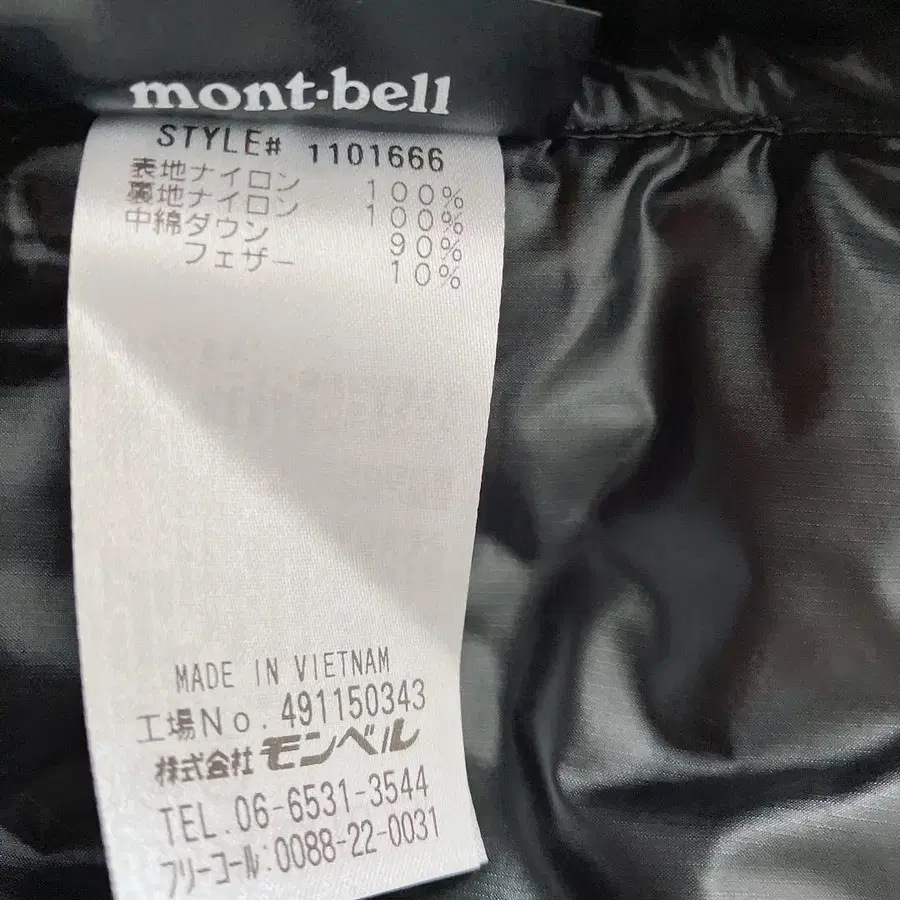 mont-bell
STYLE# 1101666
表地ナイロン 100%
裏地ナイロン 100%
中綿ダウン 90%
フェザー 10%
MADE IN VIETNAM
工場No. 491150343
株式会社モンベル
TEL. 06-6531-3544
フリーコール:0088-22-0031